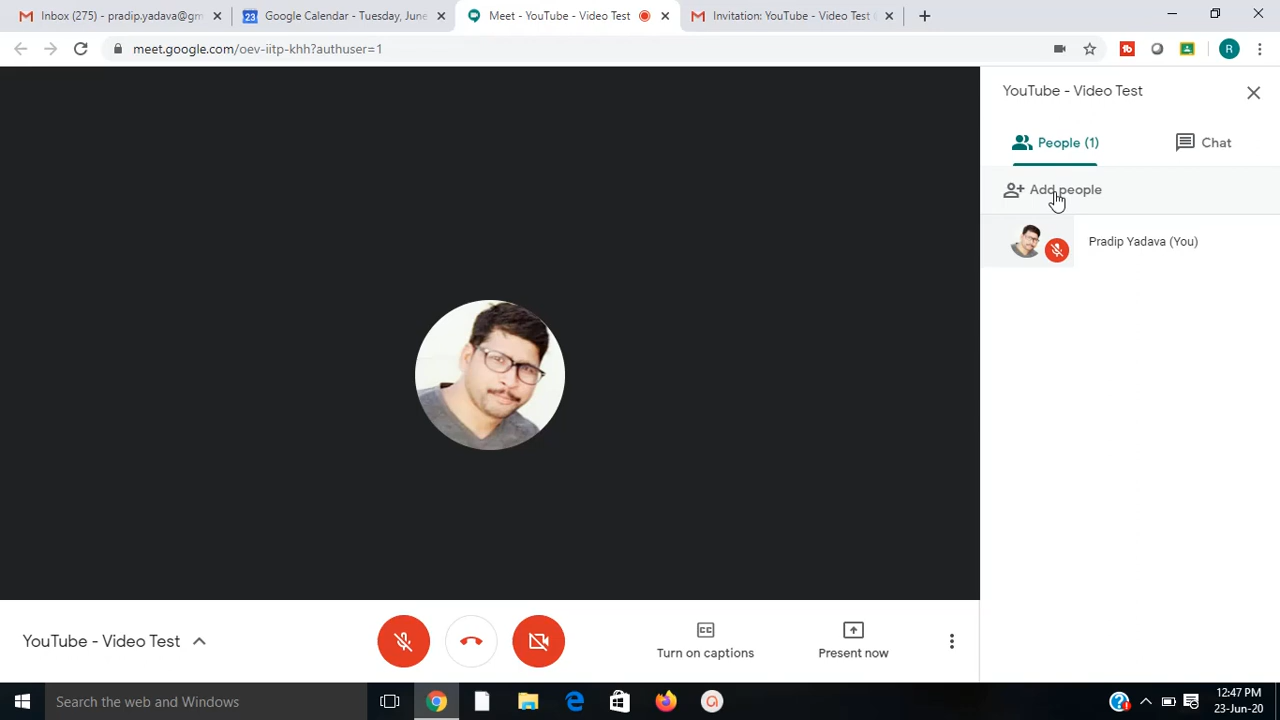 Inbox (275) - pradip.yadava@gm
Google Calendar - Tuesday, June
Meet - YouTube - Video Test
Invitation: YouTube - Video Test
meet.google.com/oev-iitp-khh?authuser=1
R
YouTube - Video Test
People (1)
Chat
Add people
Pradip Yadava (You)
YouTube - Video Test
Turn on captions
Present now
Search the web and Windows
12:47 PM
23-Jun-20